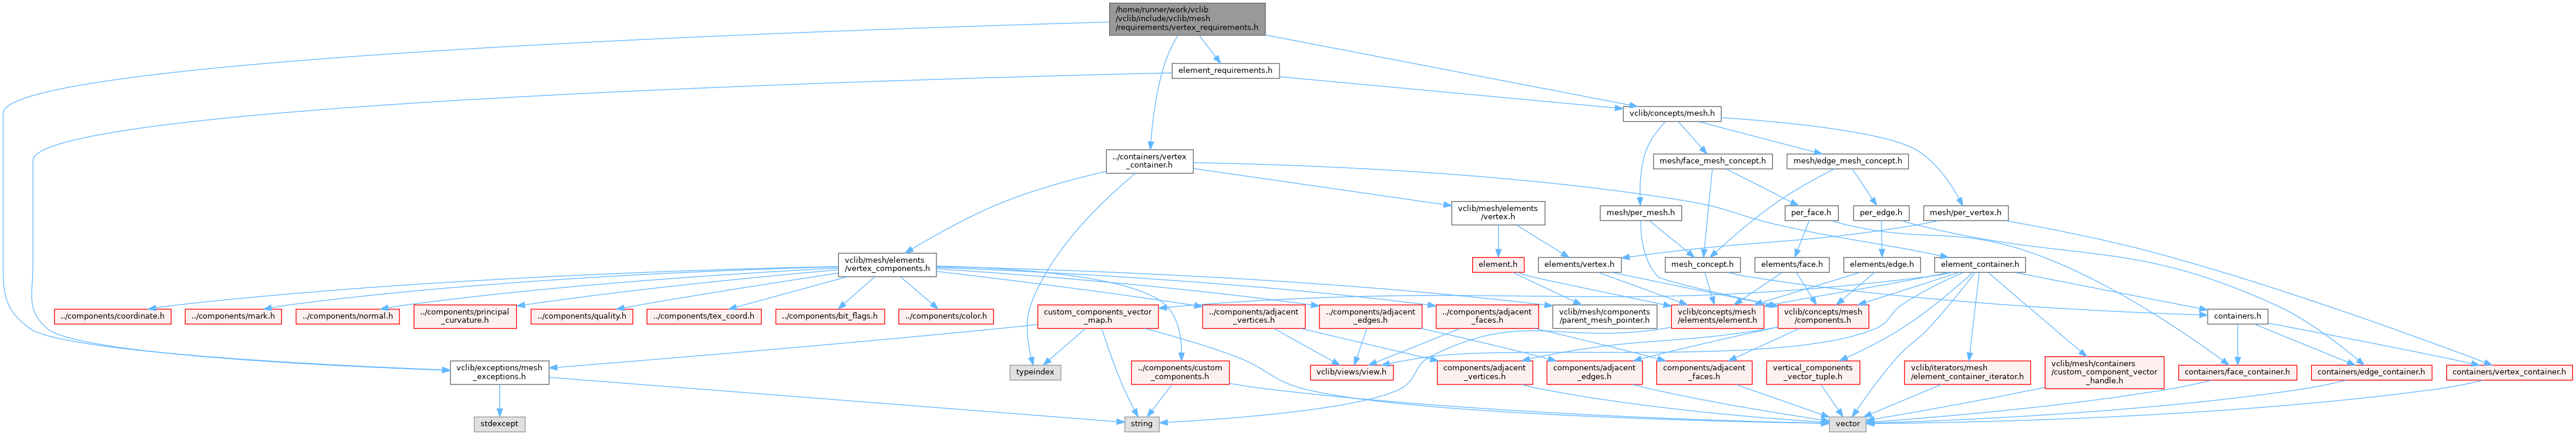 /home/runner/work/vclib
/vclib/include/vclib/mesh
/requirements/vertex_requirements.h
element_requirements.h
vclib/concepts/mesh.h
../containers/vertex
_container.h
mesh/face_mesh_concept.h
mesh/edge_mesh_concept.h
vclib/mesh/elements
/vertex.h
mesh/per_mesh.h
per_face.h
per_edge.h
mesh/per_vertex.h
vclib/mesh/elements
/vertex_components.h
element.h
elements/vertex.h
mesh_concept.h
elements/face.h
elements/edge.h
element_container.h
../components/coordinate.h
../components/mark.h
../components/normal.h
../components/principal
_curvature.h
../components/quality.h
../components/tex_coord.h
../components/bit_flags.h
../components/color.h
custom_components_vector
_map.h
../components/adjacent
_vertices.h
../components/adjacent
_edges.h
../components/adjacent
_faces.h
vclib/mesh/components
/parent_mesh_pointer.h
vclib/concepts/mesh
/elements/element.h
vclib/concepts/mesh
/components.h
containers.h
vclib/exceptions/mesh
_exceptions.h
typeindex
../components/custom
_components.h
vclib/views/view.h
components/adjacent
_vertices.h
components/adjacent
_edges.h
components/adjacent
_faces.h
vertical_components
_vector_tuple.h
vclib/iterators/mesh
/element_container_iterator.h
vclib/mesh/containers
/custom_component_vector
_handle.h
containers/face_container.h
containers/edge_container.h
containers/vertex_container.h
stdexcept
string
vector